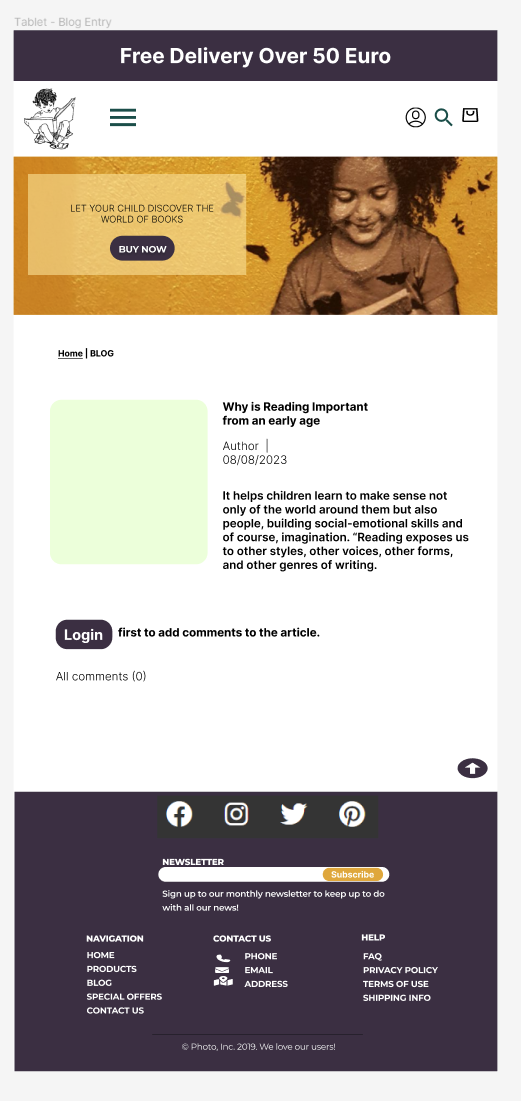 Tablet - Blog Entry
Free Delivery Over 50 Euro
LET YOUR CHILD DISCOVER THE
WORLD OF BOOKS
BUY NOW
Home | BLOG
Why is Reading Important
from an early age
Author |
08/08/2023
It helps children learn to make sense not
only of the world around them but also
people, building social-emotional skills and
of course, imagination. “Reading exposes us
to other styles, other voices, other forms,
and other genres of writing.
Login first to add comments to the article.
All comments (0)
NEWSLETTER
Subscribe
Sign up to our monthly newsletter to keep up to do
with all our news!
NAVIGATION
HOME
PRODUCTS
BLOG
SPECIAL OFFERS
CONTACT US
CONTACT US
PHONE
EMAIL
ADDRESS
HELP
FAQ
PRIVACY POLICY
TERMS OF USE
SHIPPING INFO
© Photo, Inc. 2019. We love our users!